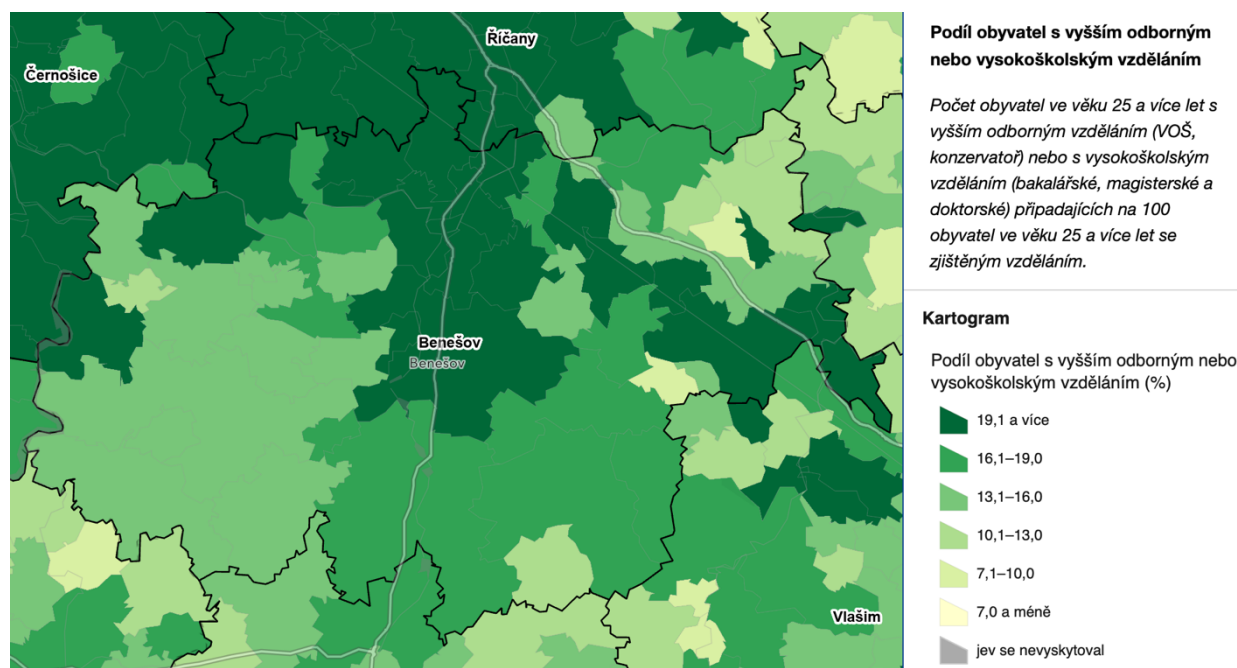 Říčany
Černošice
Benešov
Benešov
Vlašim
Podíl obyvatel s vyšším odborným
nebo vysokoškolským vzděláním
Počet obyvatel ve věku 25 a více let s
vyšším odborným vzděláním (VOŠ,
konzervatoř) nebo s vysokoškolským
vzděláním (bakalářské, magisterské a
doktorské) připadajících na 100
obyvatel ve věku 25 a více let se
zjištěným vzděláním.
Kartogram
Podíl obyvatel s vyšším odborným nebo
vysokoškolským vzděláním (%)
19,1 a více
16,1–19,0
13,1–16,0
10,1–13,0
7,1–10,0
7,0 a méně
jev se nevyskytoval